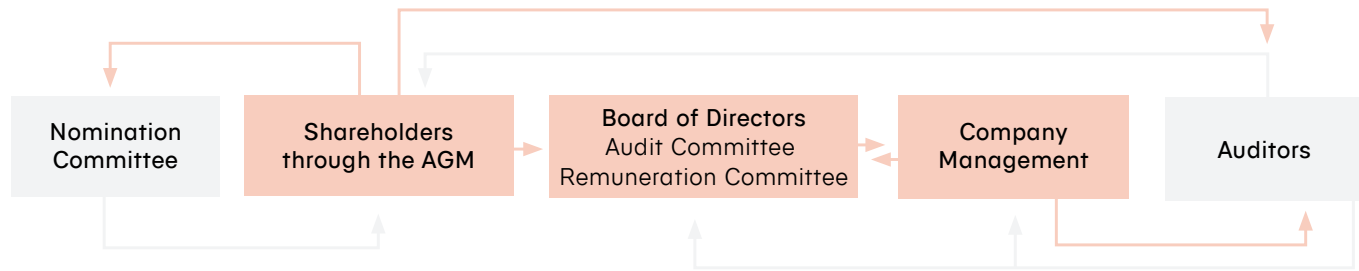 Nomination
Committee
Shareholders
through the AGM
Board of Directors
Audit Committee
Remuneration Committee
Company
Management
Auditors